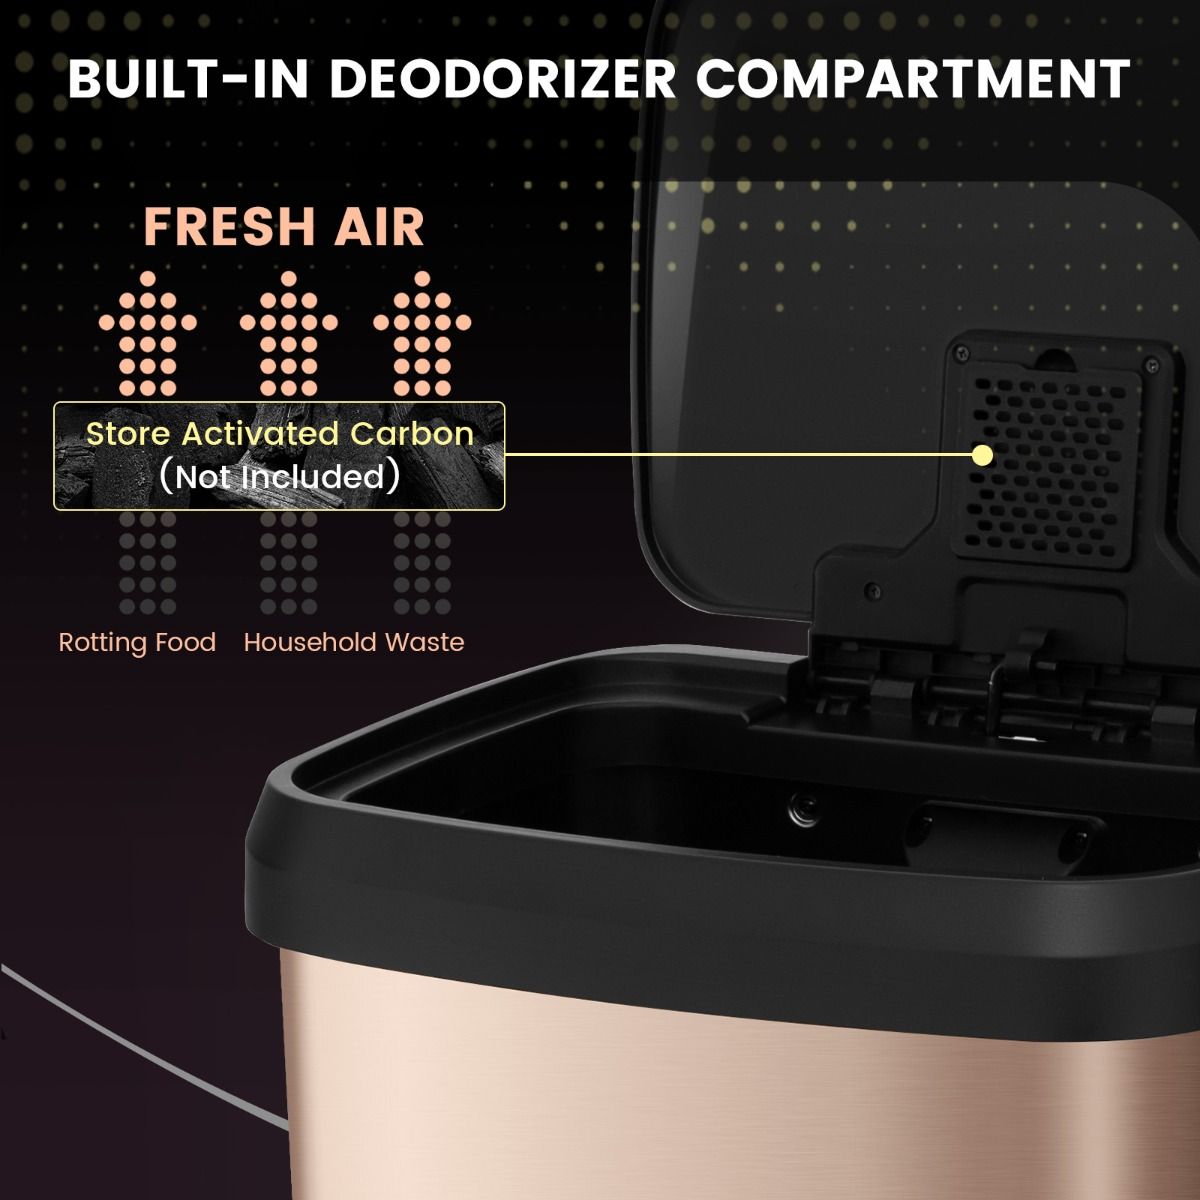 BUILT-IN DEODORIZER COMPARTMENT
FRESH AIR
Store Activated Carbon
(Not Included)
Rotting Food Household Waste